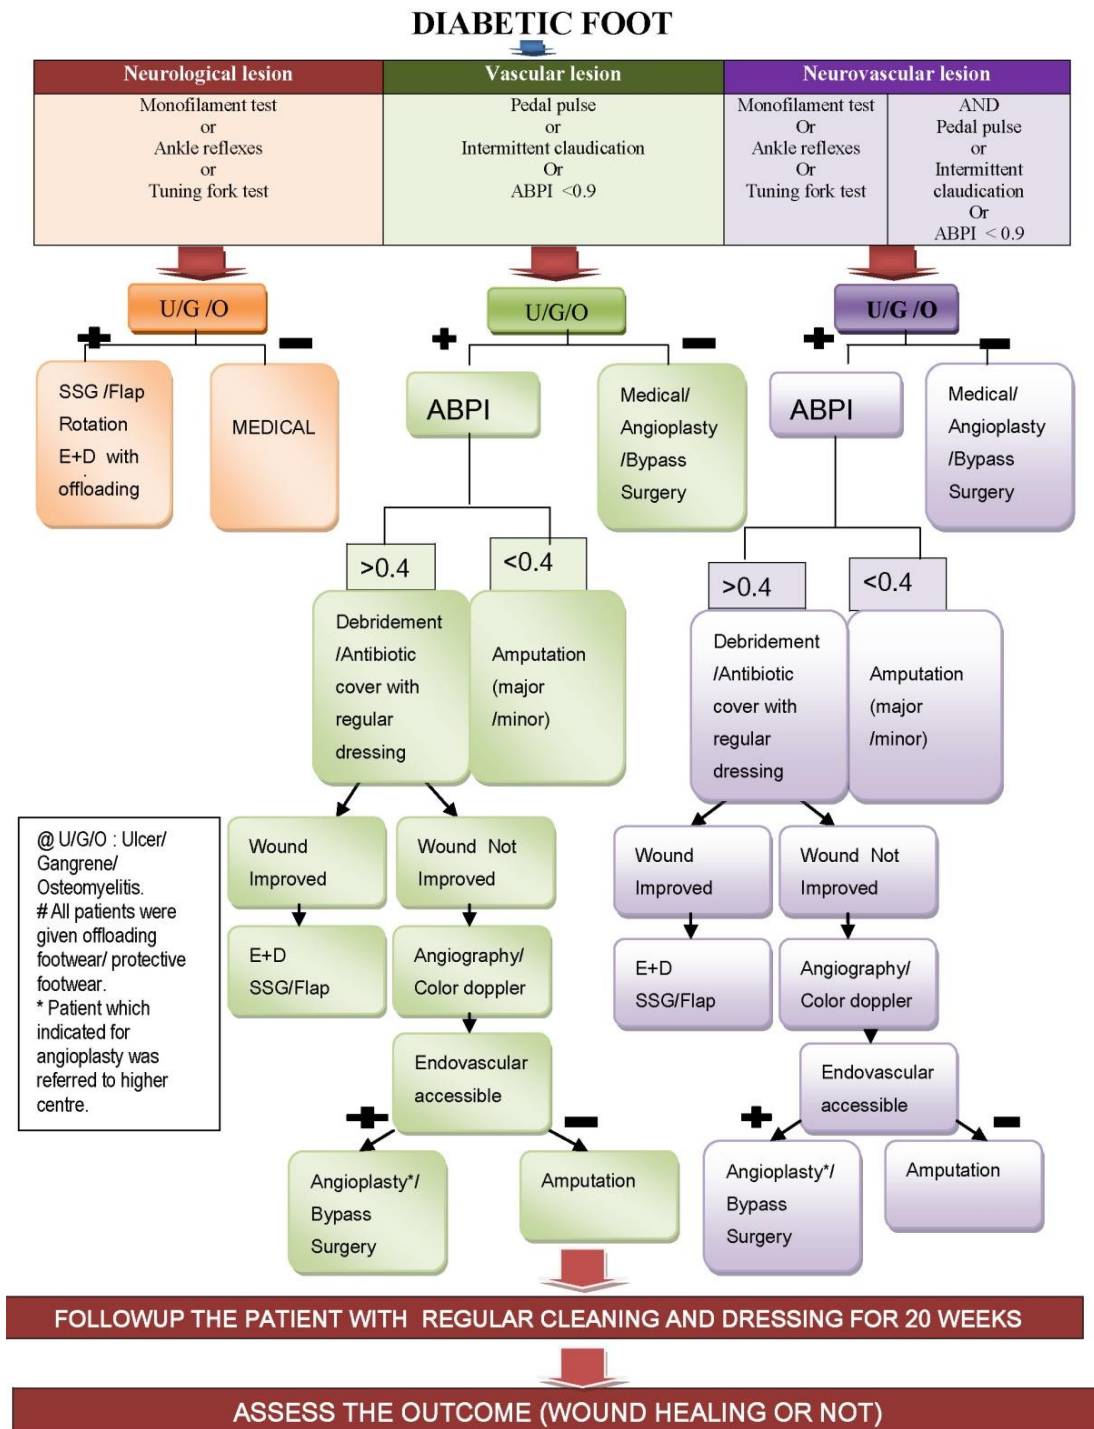 DIABETIC FOOT
Neurological lesion
Monofilament test
or
Ankle reflexes
or
Tuning fork test
Vascular lesion
Pedal pulse
or
Intermittent claudication
Or
ABPI <0.9
Neurovascular lesion
Monofilament test
Or
Ankle reflexes
Or
Tuning fork test
AND
Pedal pulse
or
Intermittent
claudication
Or
ABPI < 0.9
U/G /O
+
−
SSG /Flap
Rotation
E+D with
offloading
MEDICAL
U/G/O
+
−
ABPI
Medical/
Angioplasty
/Bypass
Surgery
>0.4
<0.4
Debridement
/Antibiotic
cover with
regular
dressing
Amputation
(major
/minor)
Wound
Improved
Wound Not
Improved
E+D
SSG/Flap
Angiography/
Color doppler
Endovascular
accessible
+
−
Angioplasty*/
Bypass
Surgery
Amputation
U/G /O
+
−
ABPI
Medical/
Angioplasty
/Bypass
Surgery
>0.4
<0.4
Debridement
/Antibiotic
cover with
regular
dressing
Amputation
(major
/minor)
Wound
Improved
Wound Not
Improved
E+D
SSG/Flap
Angiography/
Color doppler
Endovascular
accessible
+
−
Angioplasty*/
Bypass
Surgery
Amputation
@ U/G/O : Ulcer/
Gangrene/
Osteomyelitis.
# All patients were
given offloading
footwear/ protective
footwear.
* Patient which
indicated for
angioplasty was
referred to higher
centre.
FOLLOWUP THE PATIENT WITH REGULAR CLEANING AND DRESSING FOR 20 WEEKS
ASSESS THE OUTCOME (WOUND HEALING OR NOT)